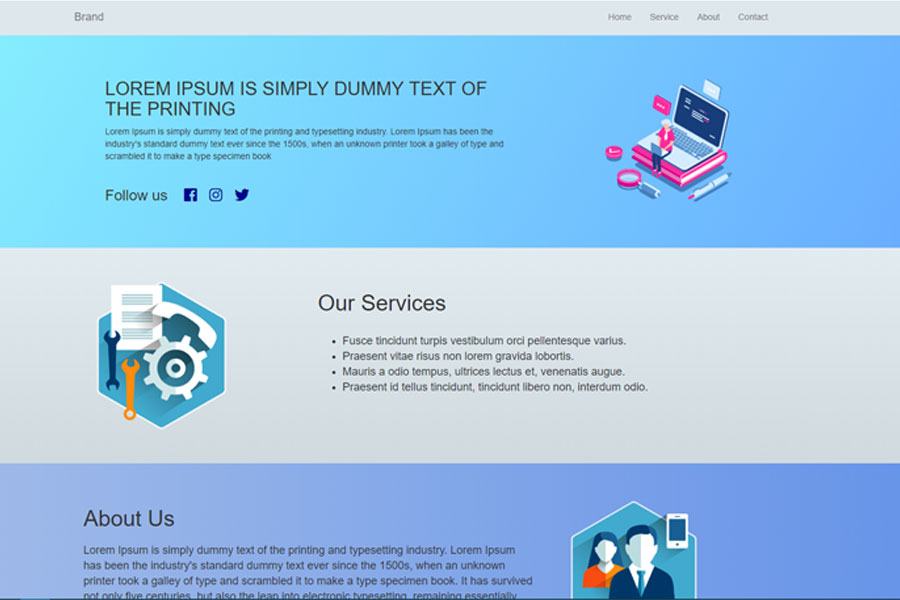 Brand
Home Service About Contact
LOREM IPSUM IS SIMPLY DUMMY TEXT OF
THE PRINTING
Lorem Ipsum is simply dummy text of the printing and typesetting industry. Lorem Ipsum has been the
industry's standard dummy text ever since the 1500s, when an unknown printer took a galley of type and
scrambled it to make a type specimen book
Follow us
Our Services
Fusce tincidunt turpis vestibulum orci pellentesque varius.
Praesent vitae risus non lorem gravida lobortis.
Mauris a odio tempus, ultrices lectus et, venenatis augue.
Praesent id tellus tincidunt, tincidunt libero non, interdum odio.
About Us
Lorem Ipsum is simply dummy text of the printing and typesetting industry. Lorem Ipsum
has been the industry's standard dummy text ever since the 1500s, when an unknown
printer took a galley of type and scrambled it to make a type specimen book. It has survived
not only five centuries, but also the leap into electronic typesetting, remaining essentially